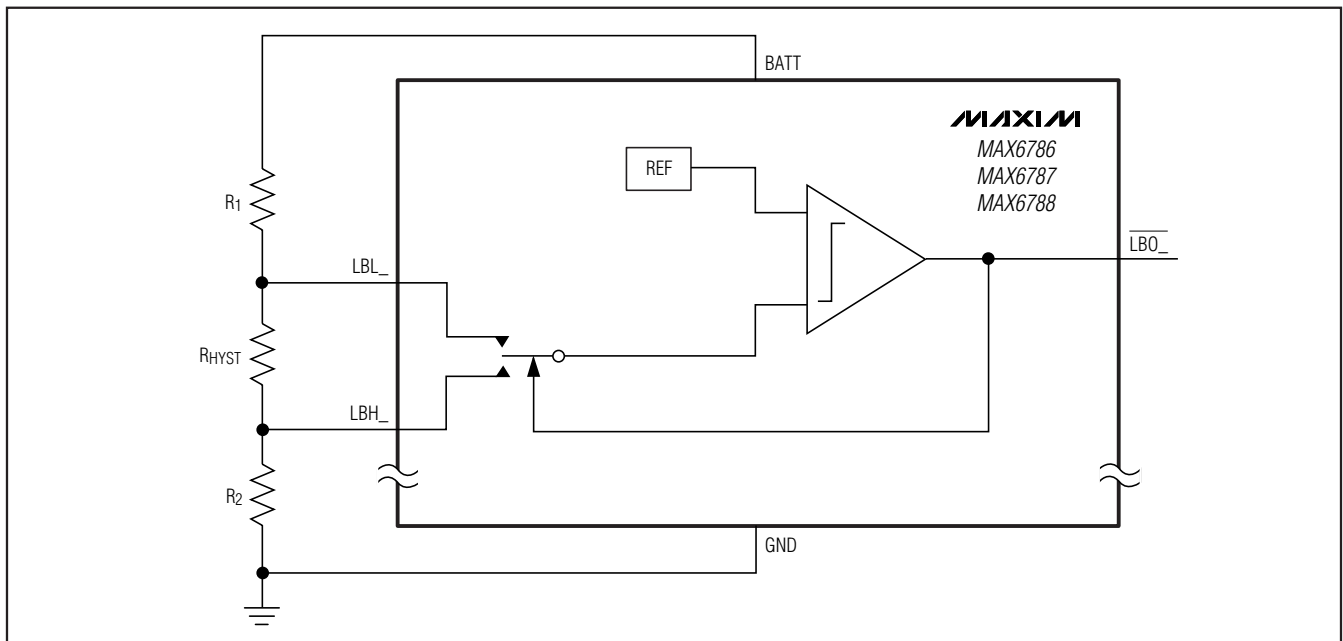 BATT
MAXIM
MAX6786
MAX6787
MAX6788
REF
R1
LBO_
LBL_
RHYST
LBH_
R2
GND